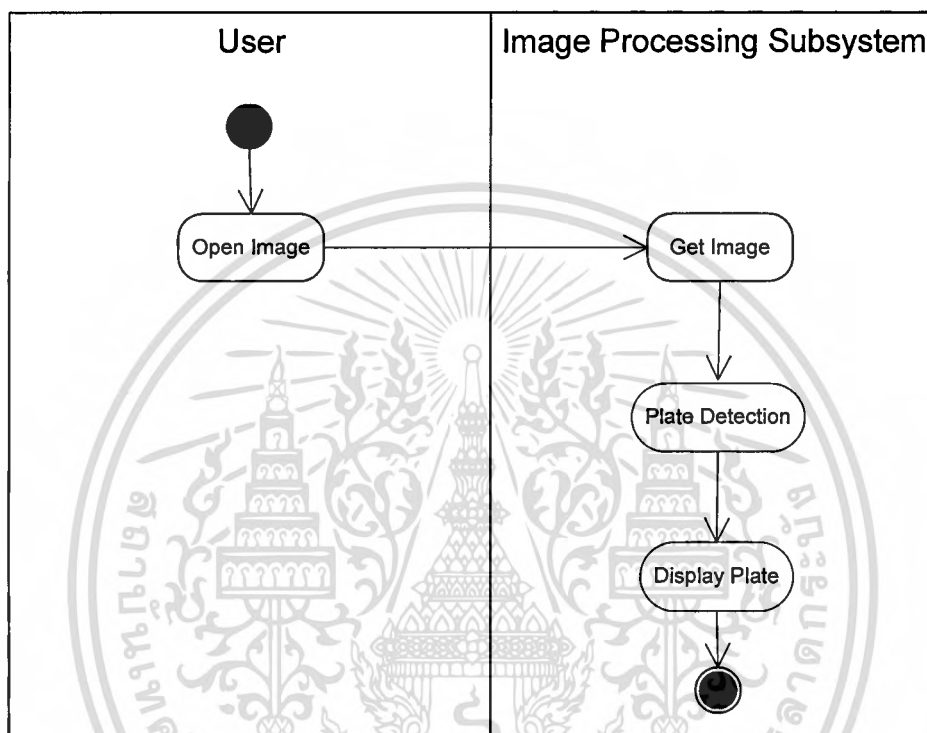 User
Image Processing Subsystem
Open Image
Get Image
Plate Detection
Display Plate